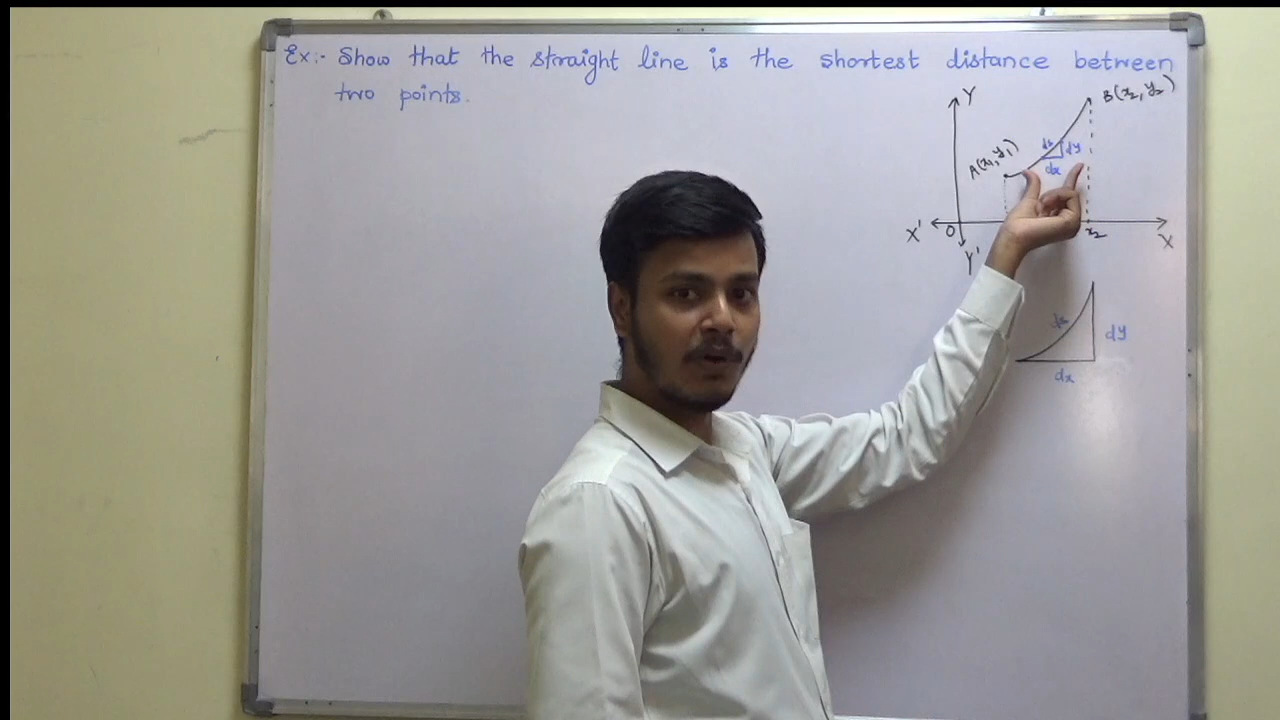 Ex:- Show that the straight line is the shortest distance between
two points.
Y
B(x₂, y₂)
A(x₁, y₁)
ds
dy
dx
X'
O
x₂
X
Y'
ds
dy
dx